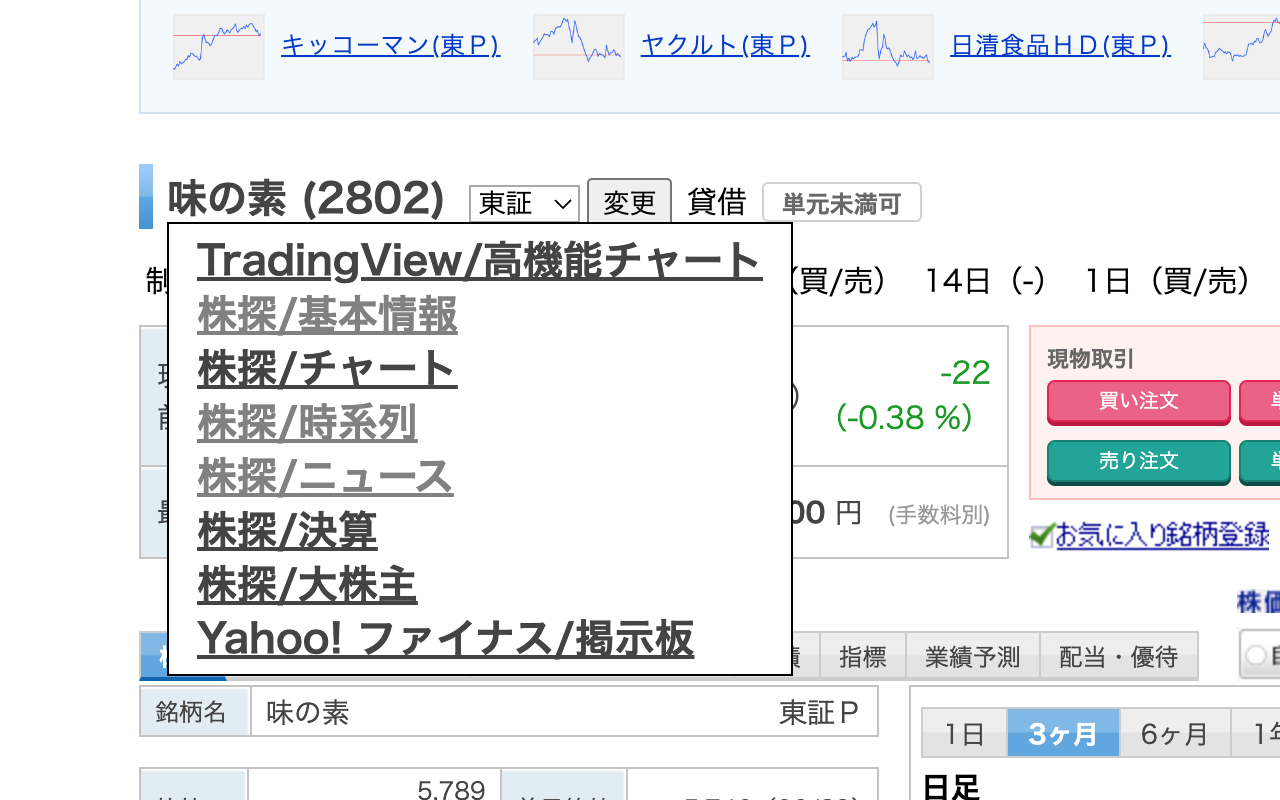 キッコーマン(東Ｐ) ヤクルト(東Ｐ) 日清食品ＨＤ(東Ｐ)
味の素 (2802) 東証 変更 貸借 単元未満可
TradingView/高機能チャート
（買/売） 14日（-） 1日（買/売）
株探/基本情報
株探/チャート
株探/時系列
株探/ニュース
株探/決算
株探/大株主
Yahoo! ファイナス/掲示板
-22
(-0.38 %)
00 円 (手数料別)
現物取引
買い注文
売り注文
お気に入り銘柄登録
株価
指標 業績予測 配当・優待
銘柄名 味の素 東証Ｐ
1日 3ヶ月 6ヶ月 1年
日足
5,789